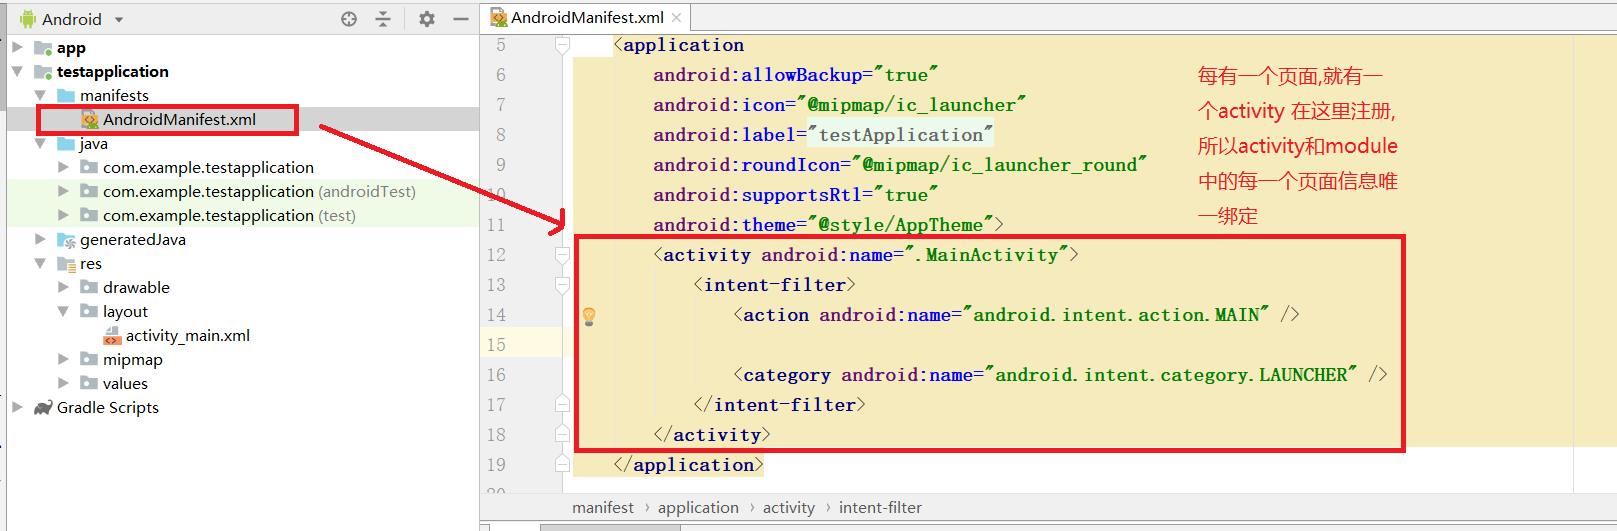 Android
app
testapplication
manifests
AndroidManifest.xml
java
com.example.testapplication
com.example.testapplication (androidTest)
com.example.testapplication (test)
generatedJava
res
drawable
layout
activity_main.xml
mipmap
values
Gradle Scripts
AndroidManifest.xml
5 <application
6 android:allowBackup="true"
7 android:icon="@mipmap/ic_launcher"
8 android:label="testApplication"
9 android:roundIcon="@mipmap/ic_launcher_round"
10 android:supportsRtl="true"
11 android:theme="@style/AppTheme">
12 <activity android:name=".MainActivity">
13 <intent-filter>
14 <action android:name="android.intent.action.MAIN" />
15
16 <category android:name="android.intent.category.LAUNCHER" />
17 </intent-filter>
18 </activity>
19 </application>
20
每有一个页面,就有一
个activity 在这里注册,
所以activity和module
中的每一个页面信息唯
一绑定
manifest › application › activity › intent-filter